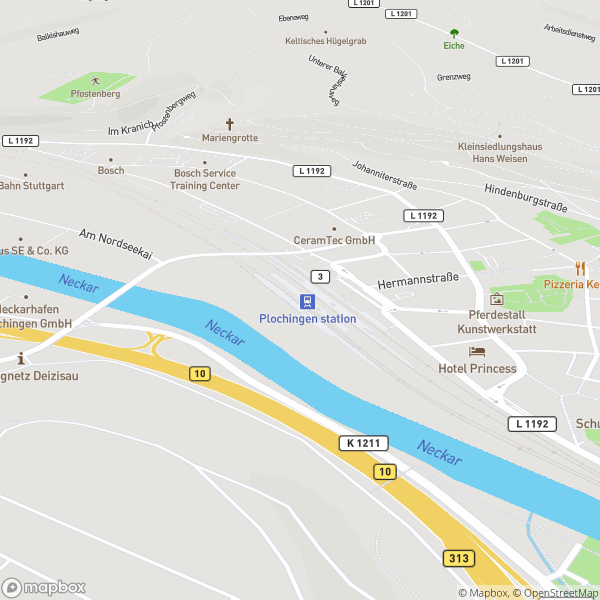 L 1201
L 1201
Ebeneweg
Balkishauweg
Keltisches Hügelgrab
Eiche
Arbeitsdienstweg
L 1201
Unterer Bak
Grenzweg
L 1201
Pfostenberg
Pfostenbergweg
Im Kranich
Mariengrotte
L 1192
Kleinsiedlungshaus
Hans Weisen
Bosch
Bosch Service
Training Center
L 1192
Johanniterstraße
Bahn Stuttgart
Hindenburgstraße
L 1192
Am Nordseekai
CeramTec GmbH
us SE & Co. KG
Neckar
3
Hermannstraße
Pizzeria Ke
Neckarhafen
chingen GmbH
Plochingen station
Pferdestall
Kunstwerkstatt
Neckar
gnetz Deizisau
10
Hotel Princess
L 1192
Schu
K 1211
Neckar
10
313
mapbox
© Mapbox, © OpenStreetMap